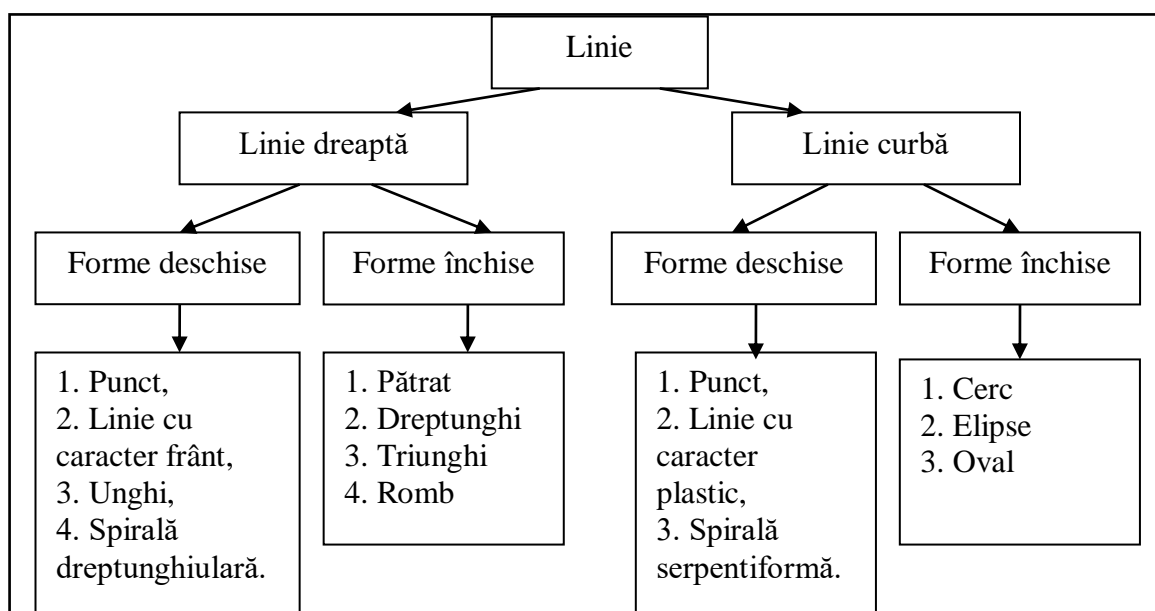 Linie
Linie dreaptă
Linie curbă
Forme deschise
Forme închise
Forme deschise
Forme închise
1. Punct,
2. Linie cu
caracter frânt,
3. Unghi,
4. Spirală
dreptunghiulară.
1. Pătrat
2. Dreptunghi
3. Triunghi
4. Romb
1. Punct,
2. Linie cu
caracter
plastic,
3. Spirală
serpentiformă.
1. Cerc
2. Elipse
3. Oval